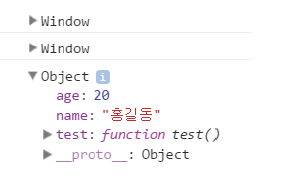 Window
Window
Object i
age: 20
name: "홍길동"
test: function test()
__proto__: Object